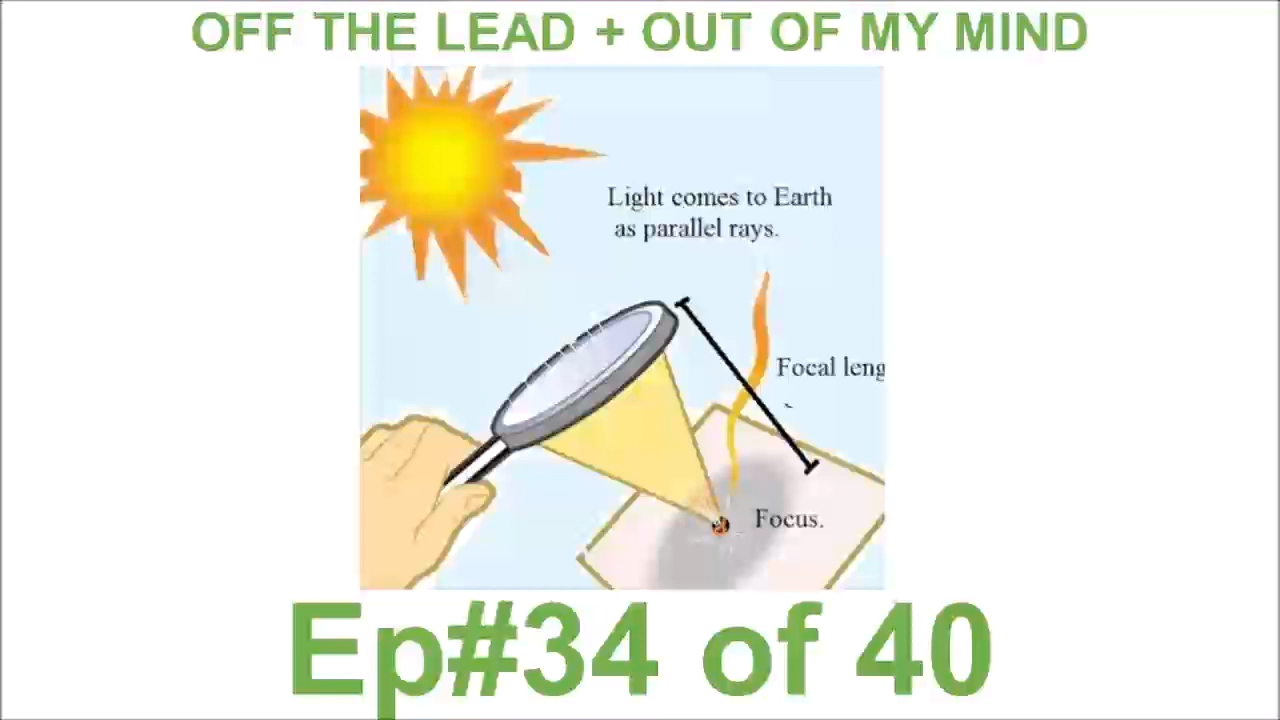 OFF THE LEAD + OUT OF MY MIND
Light comes to Earth
as parallel rays.
Focal leng
Focus.
Ep#34 of 40